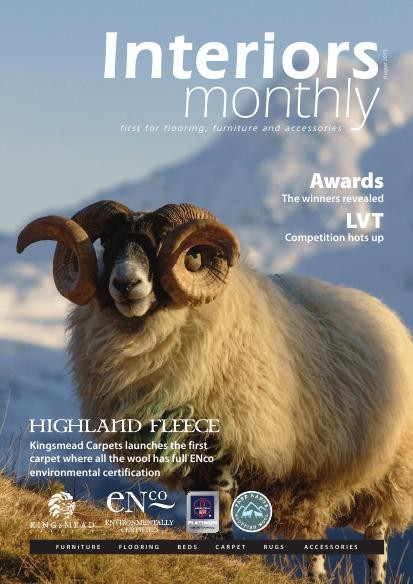 Interiors
monthly
August 2013
first for flooring, furniture and accessories
Awards
The winners revealed
LVT
Competition hots up
HIGHLAND FLEECE
Kingsmead Carpets launches the first
carpet where all the wool has full ENco
environmental certification
KINGSMEAD
ENCO
ENVIRONMENTALLY
CERTIFIED
PLATINUM
FURNITURE FLOORING BEDS CARPET RUGS ACCESSORIES